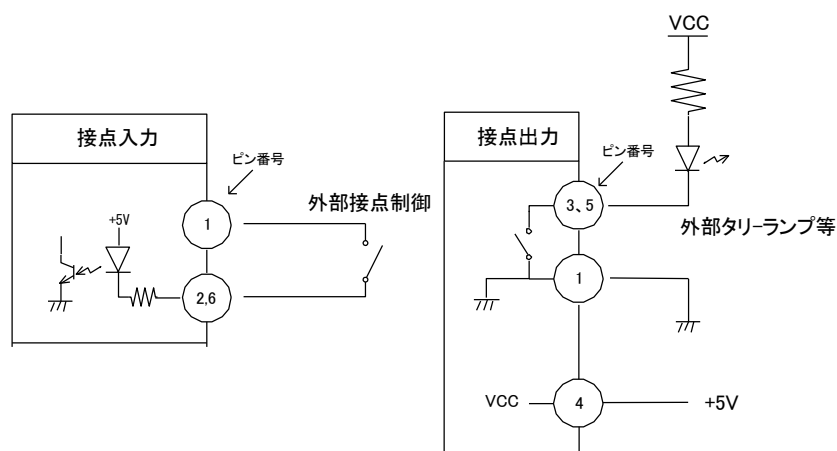 接点入力
ピン番号
1
外部接点制御
+5V
2,6
VCC
接点出力
ピン番号
3、5
外部タリーランプ等
1
VCC
4
+5V